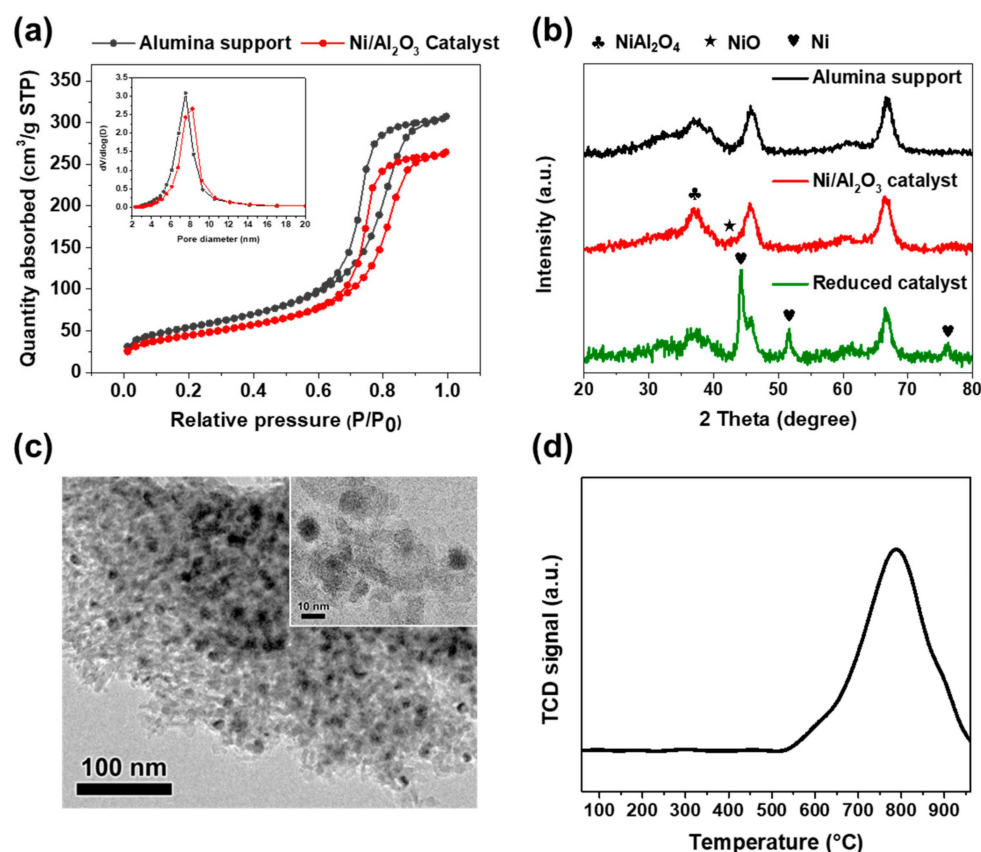 (a)
Alumina support Ni/Al₂O₃ Catalyst
Quantity absorbed (cm³/g STP)
350
300
250
200
150
100
50
0
0.0 0.2 0.4 0.6 0.8 1.0
Relative pressure (P/P₀)
dV/dlog(D)
3.5
3.0
2.5
2.0
1.5
1.0
0.5
0.0
2 4 6 8 10 12 14 16 18 20
Pore diameter (nm)
(b)
♣ NiAl₂O₄ ★ NiO ♥ Ni
Alumina support
Ni/Al₂O₃ catalyst
Reduced catalyst
Intensity (a.u.)
20 30 40 50 60 70 80
2 Theta (degree)
(c)
10 nm
100 nm
(d)
TCD signal (a.u.)
100 200 300 400 500 600 700 800 900
Temperature (°C)